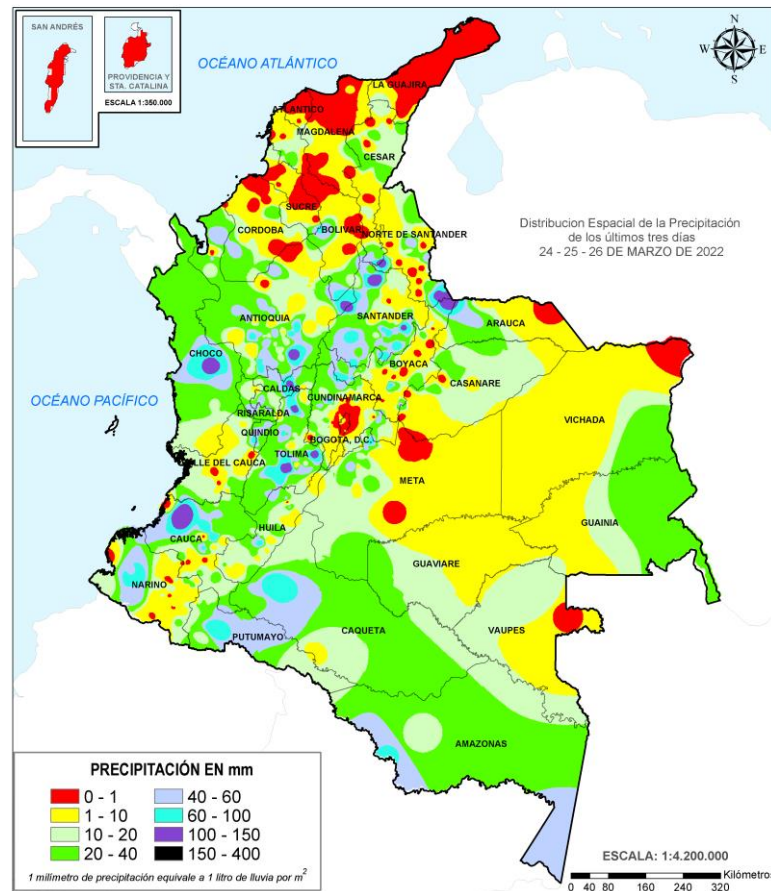 SAN ANDRÉS
PROVIDENCIA Y
STA. CATALINA
ESCALA 1:350.000
OCÉANO ATLÁNTICO
N
W
E
S
LA GUAJIRA
ATLANTICO
MAGDALENA
CESAR
SUCRE
CORDOBA
BOLIVAR
NORTE DE SANTANDER
Distribucion Espacial de la Precipitación
de los últimos tres días
24 - 25 - 26 DE MARZO DE 2022
ANTIOQUIA
SANTANDER
ARAUCA
CHOCO
BOYACA
CASANARE
OCÉANO PACÍFICO
CALDAS
CUNDINAMARCA
RISARALDA
VICHADA
QUINDIO
BOGOTA, D.C.
TOLIMA
VALLE DEL CAUCA
META
GUAINIA
CAUCA
HUILA
GUAVIARE
NARIÑO
CAQUETA
VAUPES
PUTUMAYO
AMAZONAS
PRECIPITACIÓN EN mm
0 - 1
40 - 60
1 - 10
60 - 100
10 - 20
100 - 150
20 - 40
150 - 400
1 milímetro de precipitación equivale a 1 litro de lluvia por m²
ESCALA: 1:4.200.000
Kilómetros
0 40 80 160 240 320